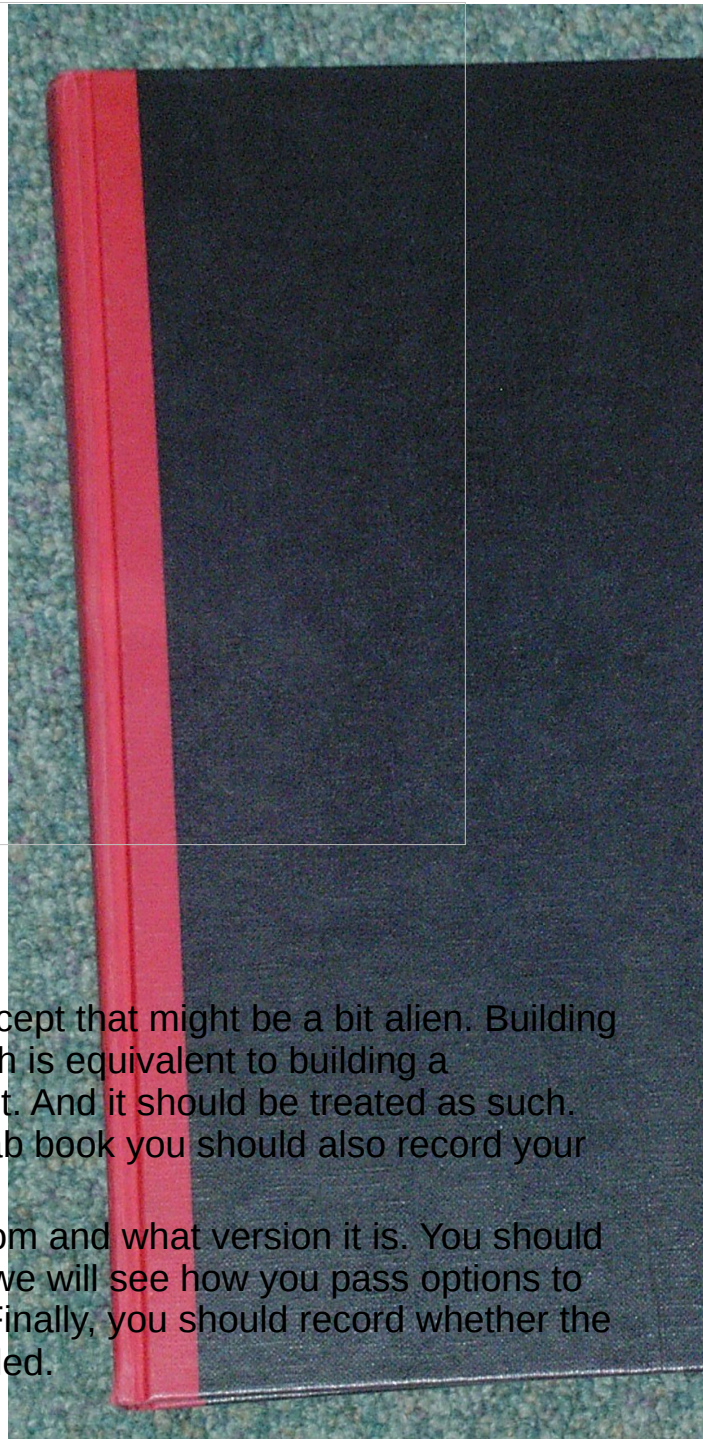 cept that might be a bit alien. Building
h is equivalent to building a
t. And it should be treated as such.
ab book you should also record your
om and what version it is. You should
we will see how you pass options to
Finally, you should record whether the
led.